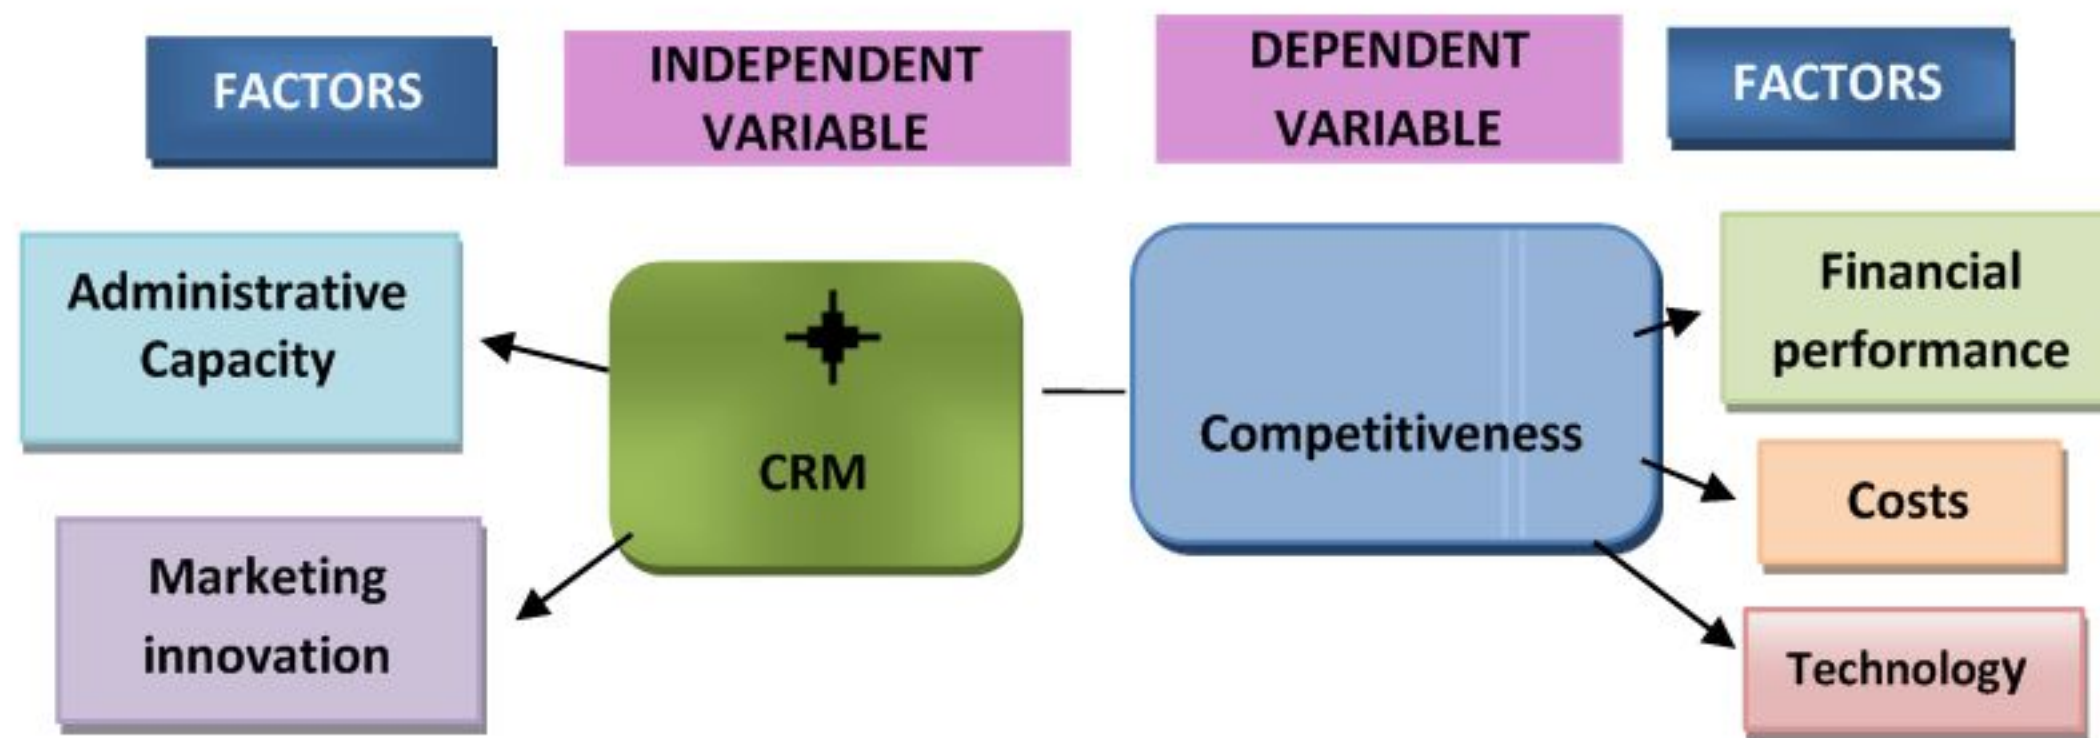 FACTORS
INDEPENDENT
VARIABLE
DEPENDENT
VARIABLE
FACTORS
Administrative
Capacity
Marketing
innovation
CRM
Competitiveness
Financial
performance
Costs
Technology